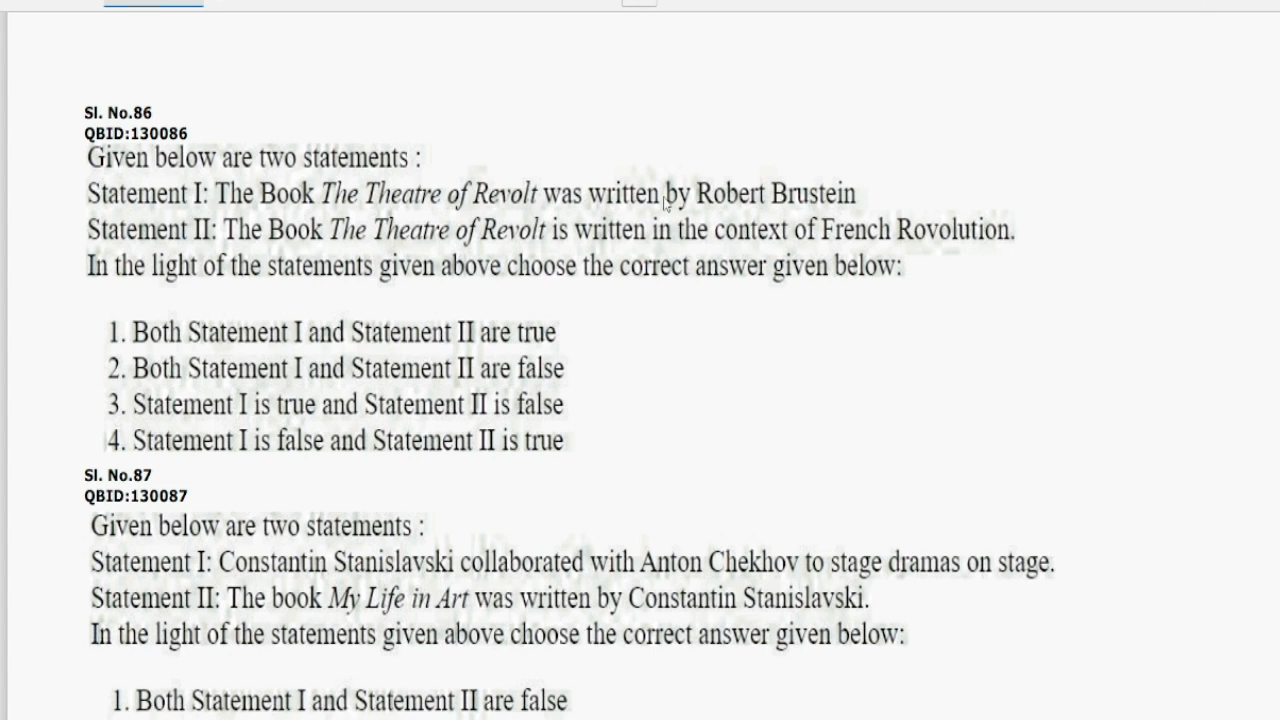 Sl. No.86
QBID:130086
Given below are two statements :
Statement I: The Book The Theatre of Revolt was written by Robert Brustein
Statement II: The Book The Theatre of Revolt is written in the context of French Rovolution.
In the light of the statements given above choose the correct answer given below:
1. Both Statement I and Statement II are true
2. Both Statement I and Statement II are false
3. Statement I is true and Statement II is false
4. Statement I is false and Statement II is true
Sl. No.87
QBID:130087
Given below are two statements :
Statement I: Constantin Stanislavski collaborated with Anton Chekhov to stage dramas on stage.
Statement II: The book My Life in Art was written by Constantin Stanislavski.
In the light of the statements given above choose the correct answer given below:
1. Both Statement I and Statement II are false